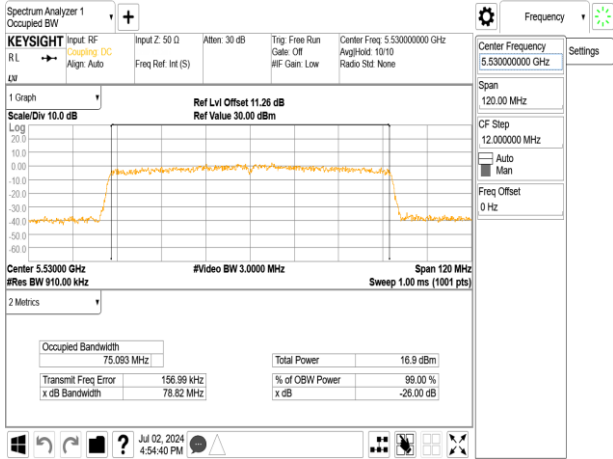 Spectrum Analyzer 1
Occupied BW
Frequency
KEYSIGHT
RL
LXI
Input: RF
Coupling: DC
Align: Auto
Input Z: 50 Ω
Freq Ref: Int (S)
Atten: 30 dB
Trig: Free Run
Gate: Off
#IF Gain: Low
Center Freq: 5.530000000 GHz
Avg|Hold: 10/10
Radio Std: None
Center Frequency
5.530000000 GHz
Settings
Span
120.00 MHz
CF Step
12.000000 MHz
Auto
Man
Freq Offset
0 Hz
1 Graph
Scale/Div 10.0 dB
Ref Lvl Offset 11.26 dB
Ref Value 30.00 dBm
Log
20.0
10.0
0.00
-10.0
-20.0
-30.0
-40.0
-50.0
-60.0
Center 5.53000 GHz
#Res BW 910.00 kHz
#Video BW 3.0000 MHz
Span 120 MHz
Sweep 1.00 ms (1001 pts)
2 Metrics
Occupied Bandwidth
75.093 MHz
Transmit Freq Error 156.99 kHz
x dB Bandwidth 78.82 MHz
Total Power 16.9 dBm
% of OBW Power 99.00 %
x dB -26.00 dB
?
Jul 02, 2024
4:54:40 PM